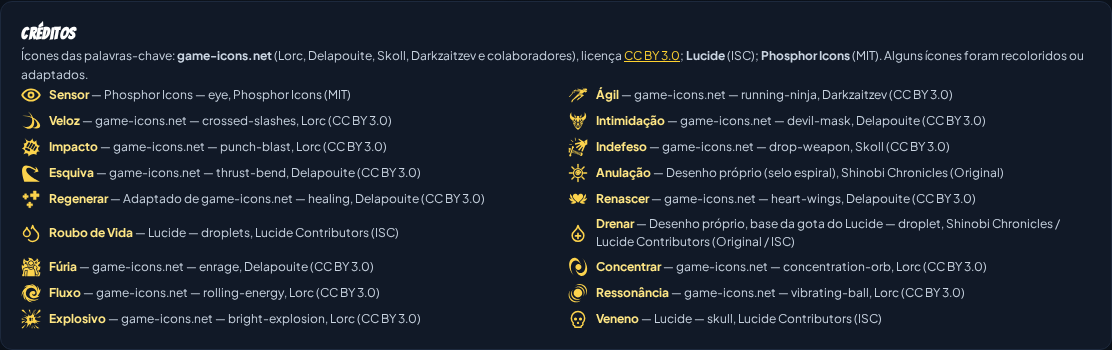 CRÉDITOS
Ícones das palavras-chave: game-icons.net (Lorc, Delapouite, Skoll, Darkzaitzev e colaboradores), licença CC BY 3.0; Lucide (ISC); Phosphor Icons (MIT). Alguns ícones foram recoloridos ou
adaptados.
Sensor — Phosphor Icons — eye, Phosphor Icons (MIT)
Ágil — game-icons.net — running-ninja, Darkzaitzev (CC BY 3.0)
Veloz — game-icons.net — crossed-slashes, Lorc (CC BY 3.0)
Intimidação — game-icons.net — devil-mask, Delapouite (CC BY 3.0)
Impacto — game-icons.net — punch-blast, Lorc (CC BY 3.0)
Indefeso — game-icons.net — drop-weapon, Skoll (CC BY 3.0)
Esquiva — game-icons.net — thrust-bend, Delapouite (CC BY 3.0)
Anulação — Desenho próprio (selo espiral), Shinobi Chronicles (Original)
Regenerar — Adaptado de game-icons.net — healing, Delapouite (CC BY 3.0)
Renascer — game-icons.net — heart-wings, Delapouite (CC BY 3.0)
Roubo de Vida — Lucide — droplets, Lucide Contributors (ISC)
Drenar — Desenho próprio, base da gota do Lucide — droplet, Shinobi Chronicles /
Lucide Contributors (Original / ISC)
Fúria — game-icons.net — enrage, Delapouite (CC BY 3.0)
Concentrar — game-icons.net — concentration-orb, Lorc (CC BY 3.0)
Fluxo — game-icons.net — rolling-energy, Lorc (CC BY 3.0)
Ressonância — game-icons.net — vibrating-ball, Lorc (CC BY 3.0)
Explosivo — game-icons.net — bright-explosion, Lorc (CC BY 3.0)
Veneno — Lucide — skull, Lucide Contributors (ISC)